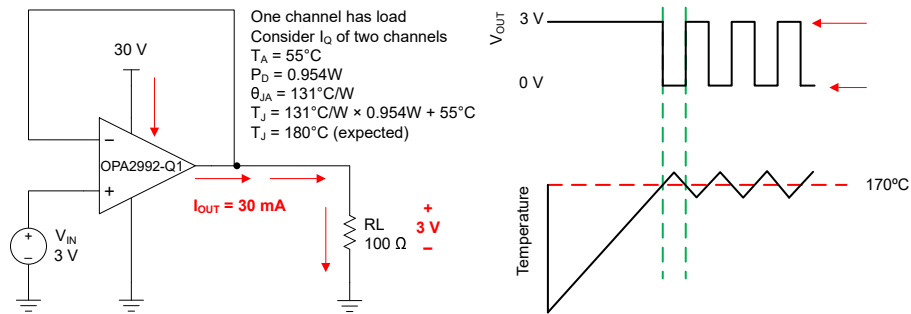 One channel has load
Consider IQ of two channels
TA = 55°C
PD = 0.954W
θJA = 131°C/W
TJ = 131°C/W × 0.954W + 55°C
TJ = 180°C (expected)
30 V
–
OPA2992-Q1
+
IOUT = 30 mA
+
–
VIN
3 V
RL
100 Ω
+
3 V
–
VOUT
3 V
0 V
Temperature
170ºC